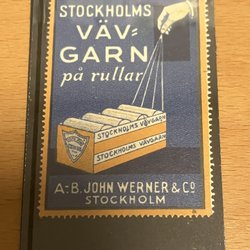 STOCKHOLMS
VÄV=
GARN
på rullar
STOCKHOLMS VÄVGARN
STOCKHOLMS VÄVGARN
A.-B. JOHN WERNER & Cº
STOCKHOLM